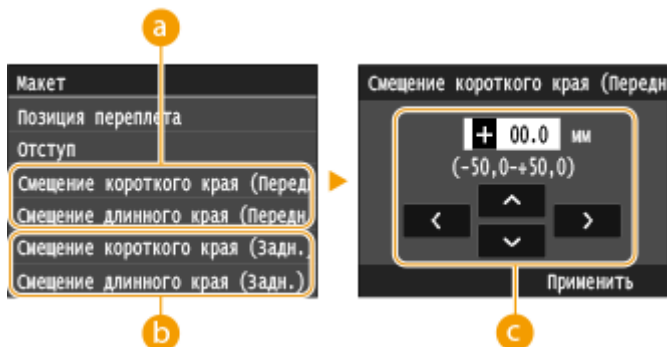 a
Макет
Позиция переплета
Отступ
Смещение короткого края (Передн
Смещение длинного края (Передн.
Смещение короткого края (Задн.)
Смещение длинного края (Задн.)
b
Смещение короткого края (Передн
+ 00.0 мм
(-50,0-+50,0)
Применить
c